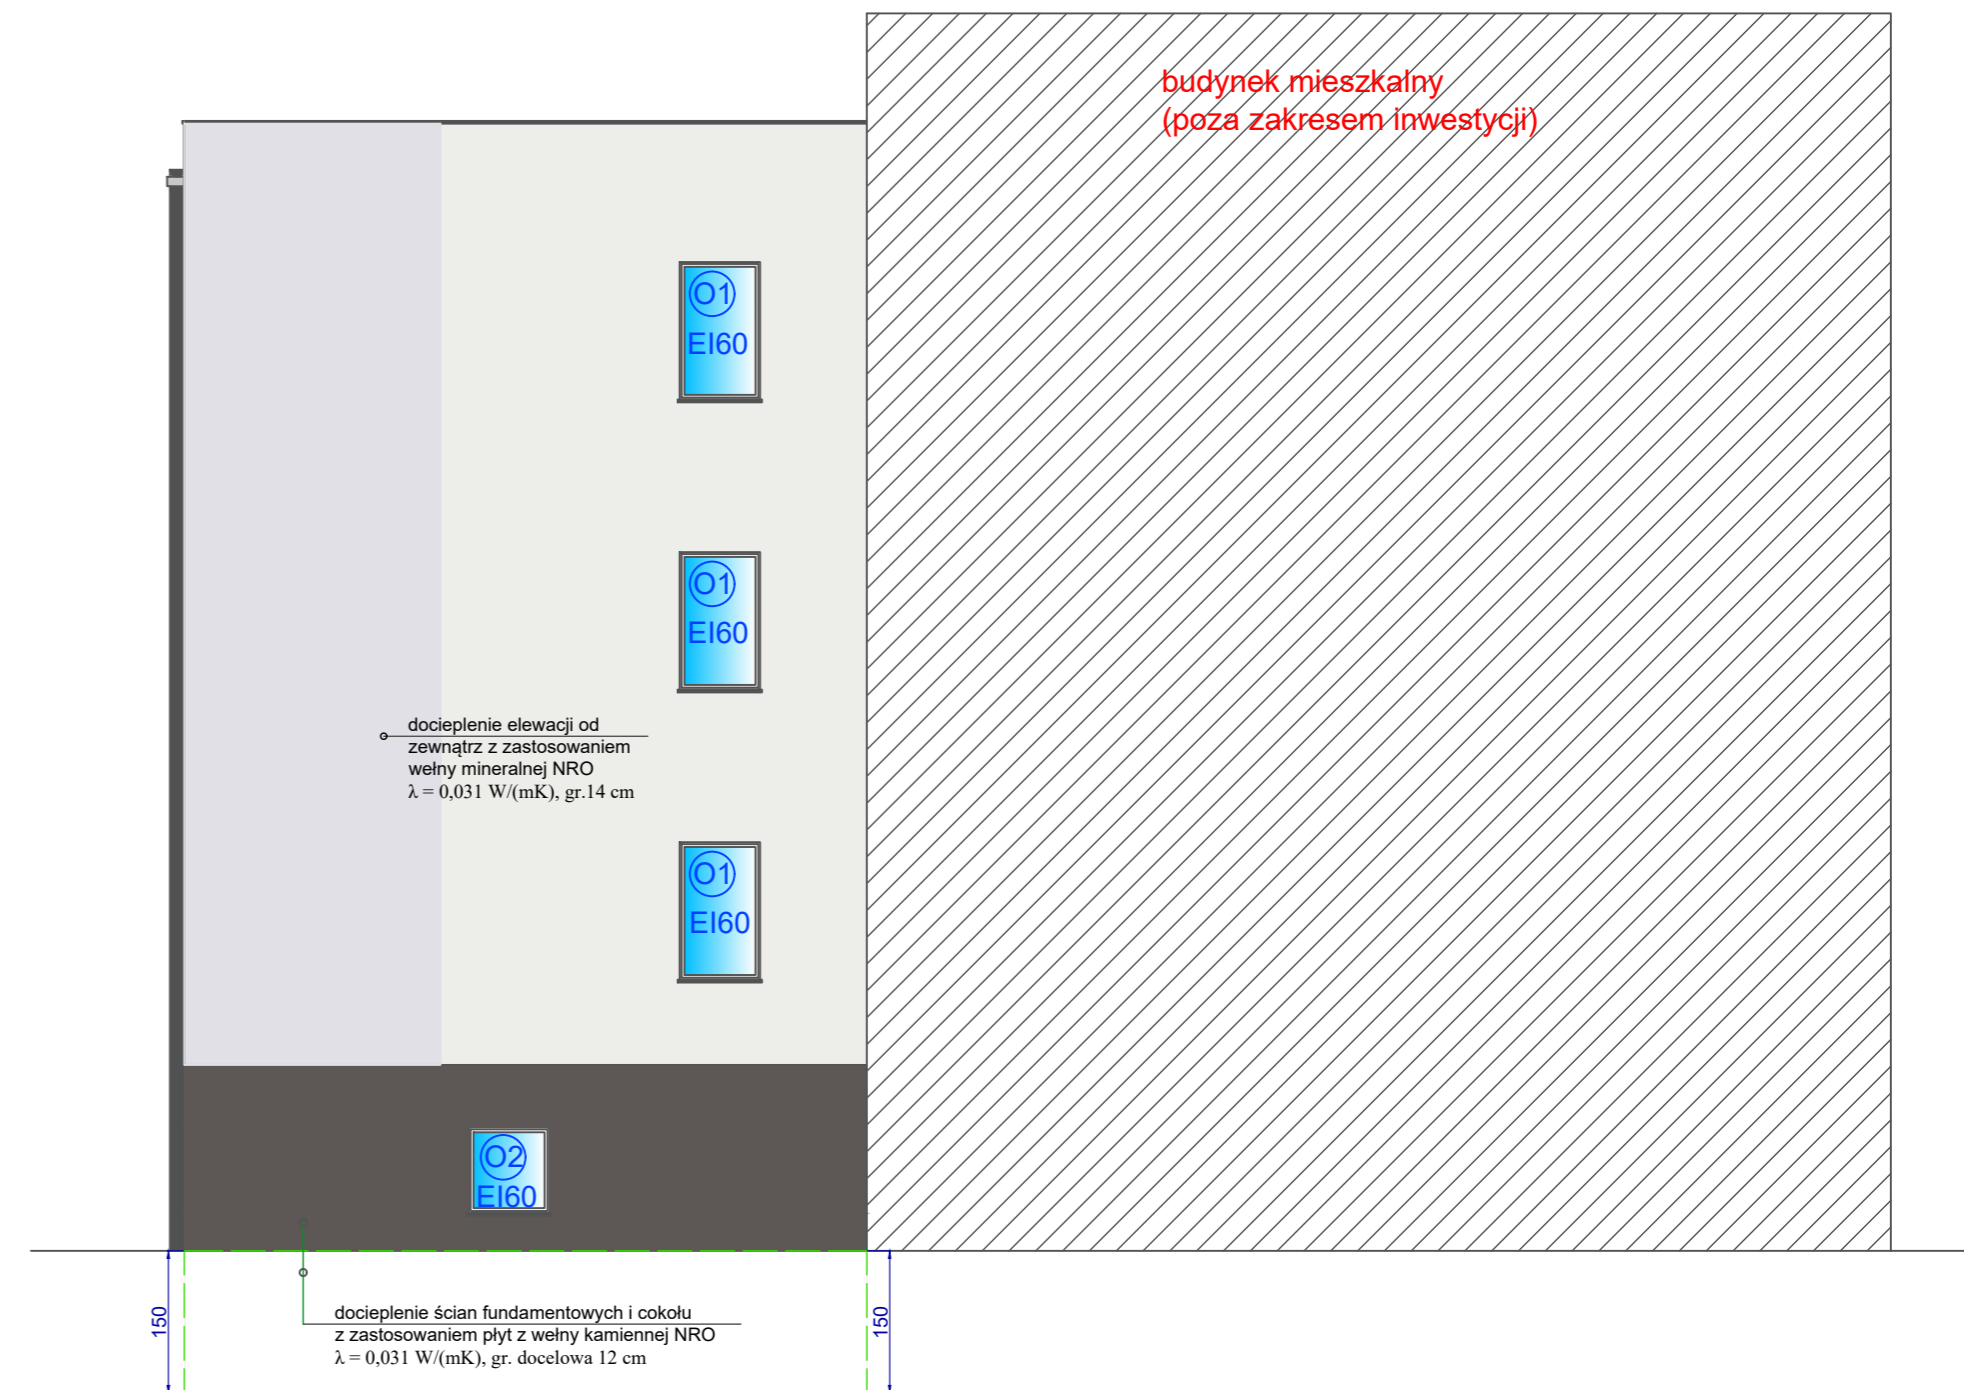 budynek mieszkalny
(poza zakresem inwestycji)
O1
EI60
O1
EI60
docieplenie elewacji od
zewnątrz z zastosowaniem
wełny mineralnej NRO
λ = 0,031 W/(mK), gr.14 cm
O1
EI60
O2
EI60
150
150
docieplenie ścian fundamentowych i cokołu
z zastosowaniem płyt z wełny kamiennej NRO
λ = 0,031 W/(mK), gr. docelowa 12 cm